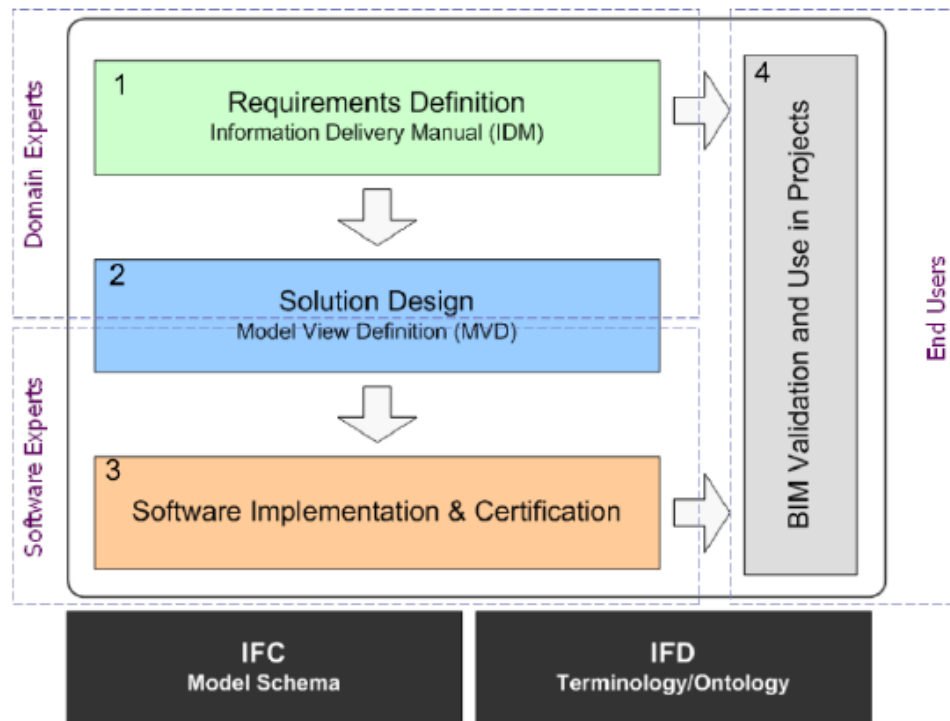 Domain Experts
1
Requirements Definition
Information Delivery Manual (IDM)
2
Solution Design
Model View Definition (MVD)
Software Experts
3
Software Implementation & Certification
4
BIM Validation and Use in Projects
End Users
IFC
Model Schema
IFD
Terminology/Ontology